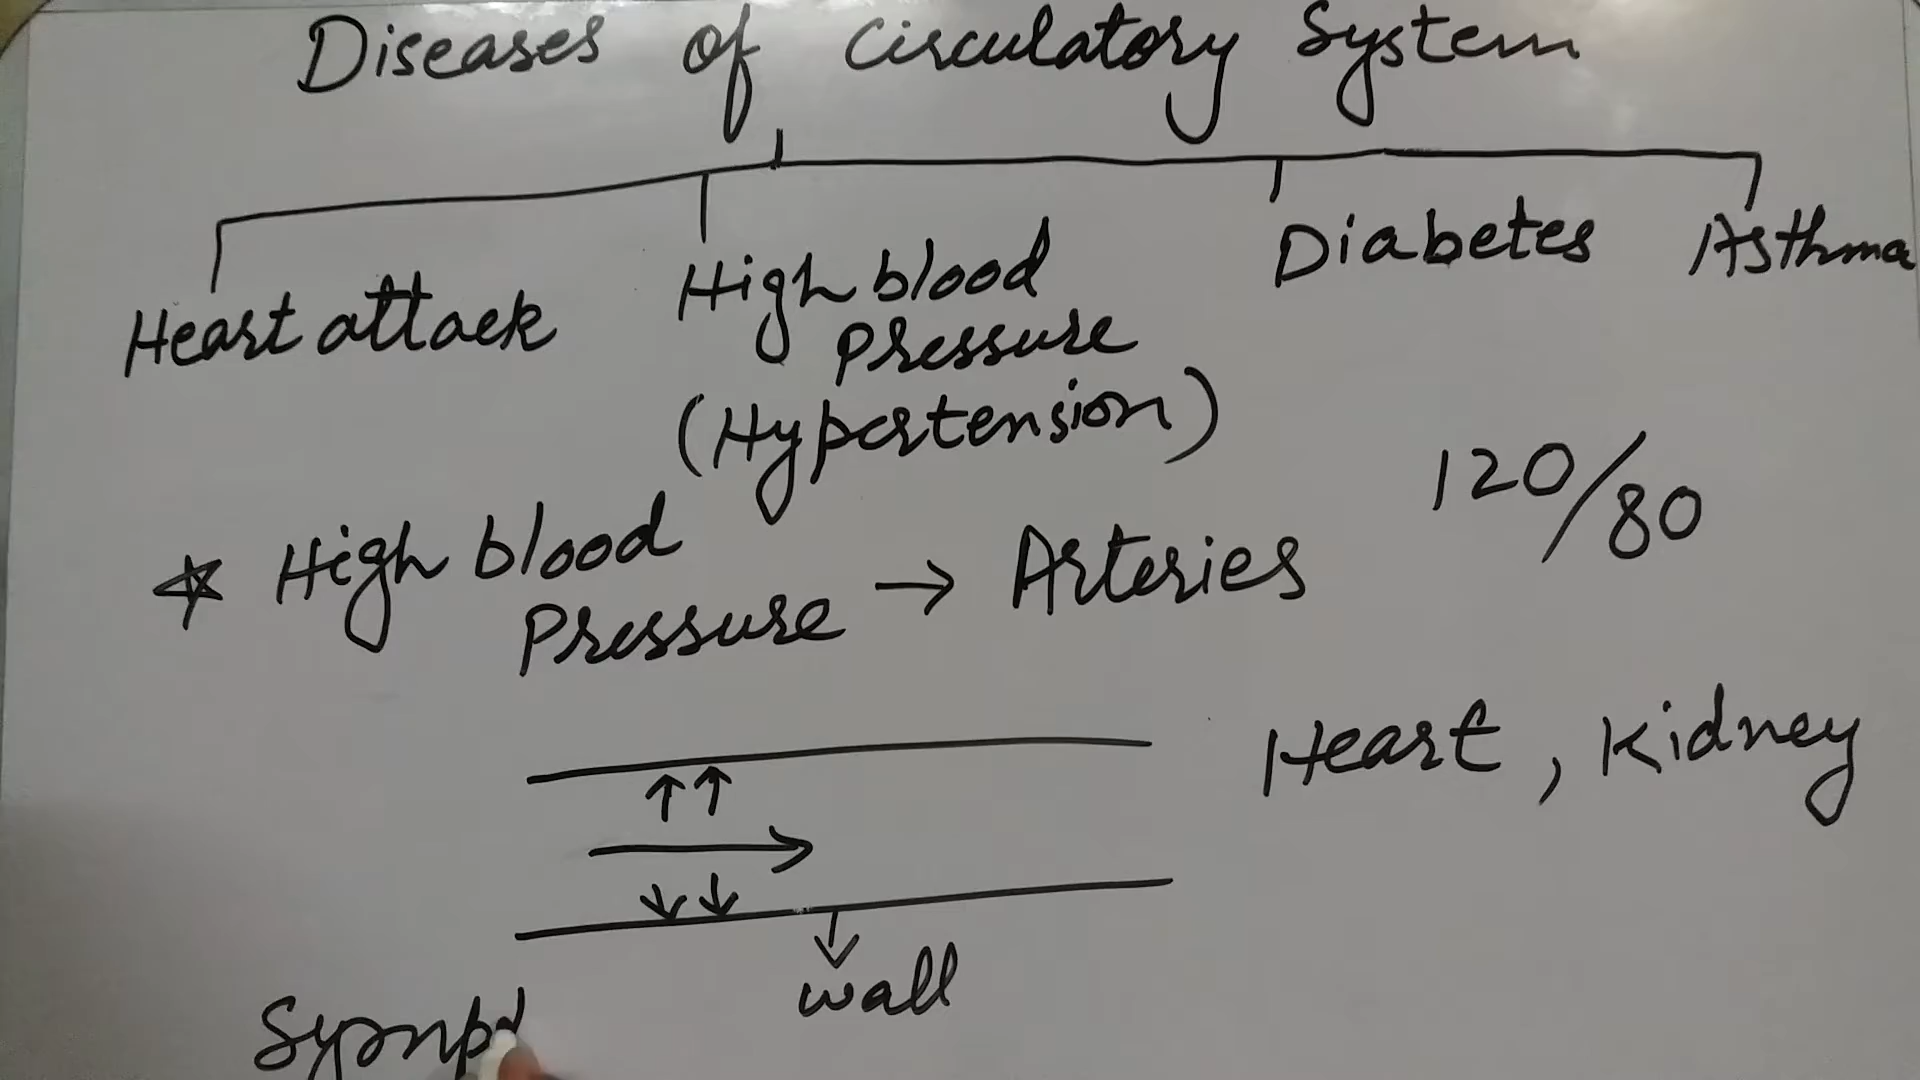 Diseases of Circulatory System
Heart attack
High blood
Pressure
(Hypertension)
Diabetes
Asthma
120/80
☆ High blood
Pressure → Arteries
Heart, Kidney
wall
Symp